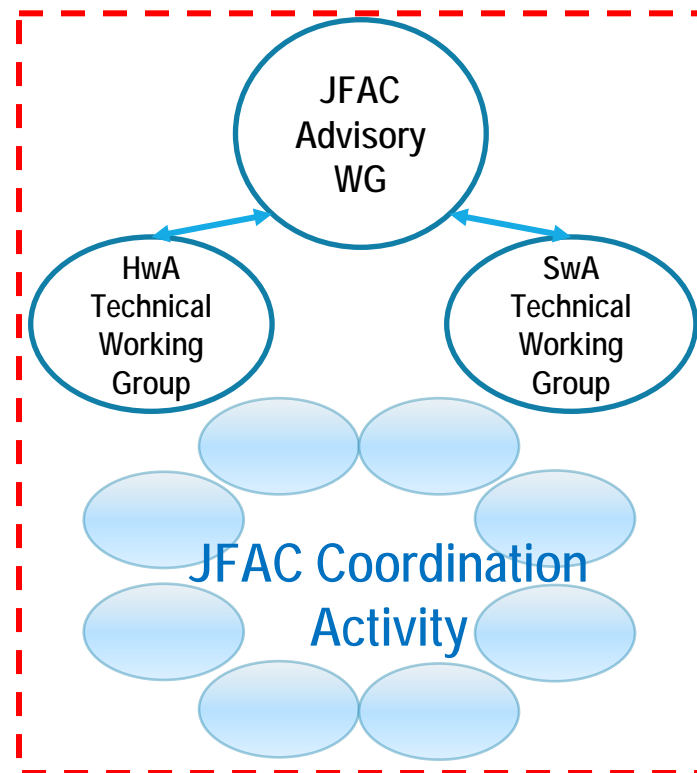 JFAC
Advisory
WG
HwA
Technical
Working
Group
SwA
Technical
Working
Group
JFAC Coordination
Activity